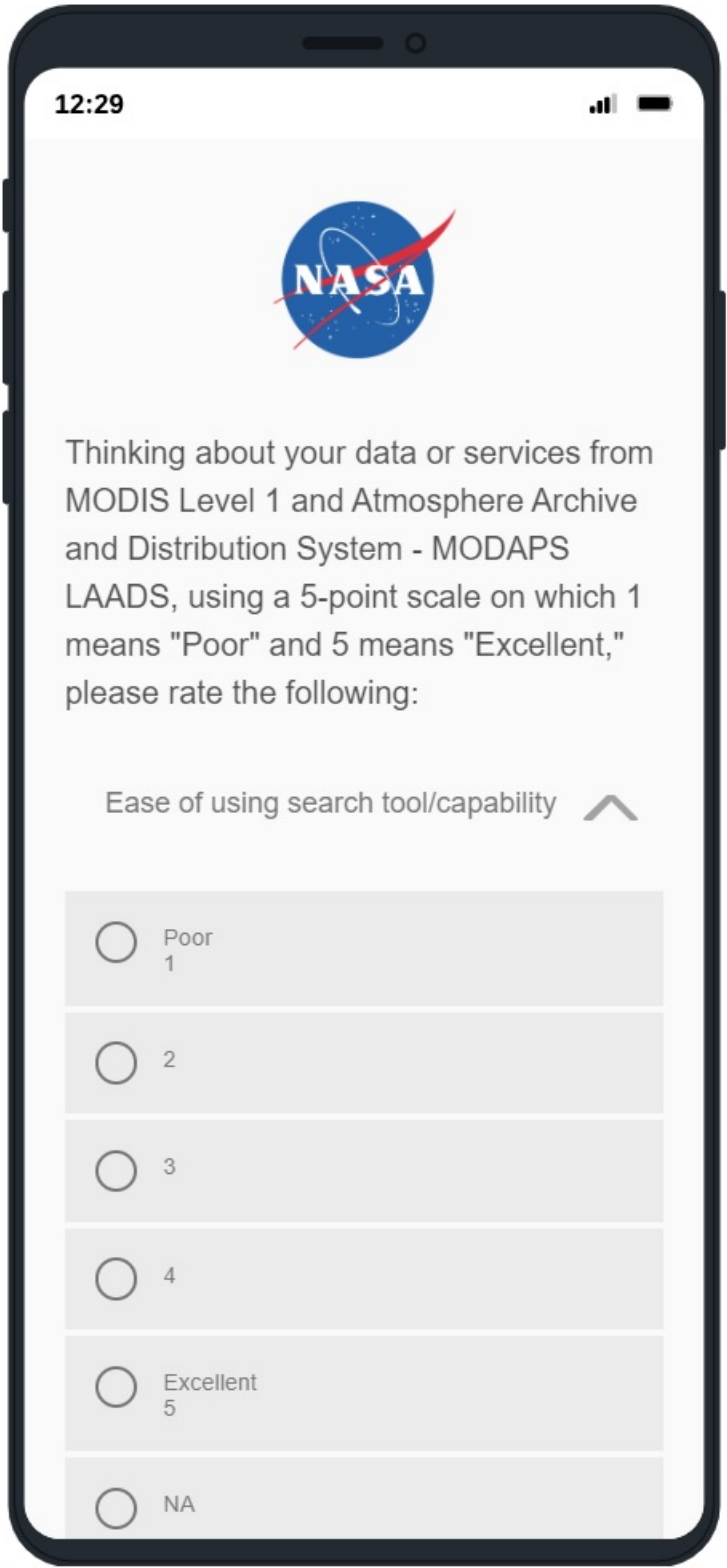 12:29
NASA
Thinking about your data or services from
MODIS Level 1 and Atmosphere Archive
and Distribution System - MODAPS
LAADS, using a 5-point scale on which 1
means "Poor" and 5 means "Excellent,"
please rate the following:
Ease of using search tool/capability
Poor
1
2
3
4
Excellent
5
NA